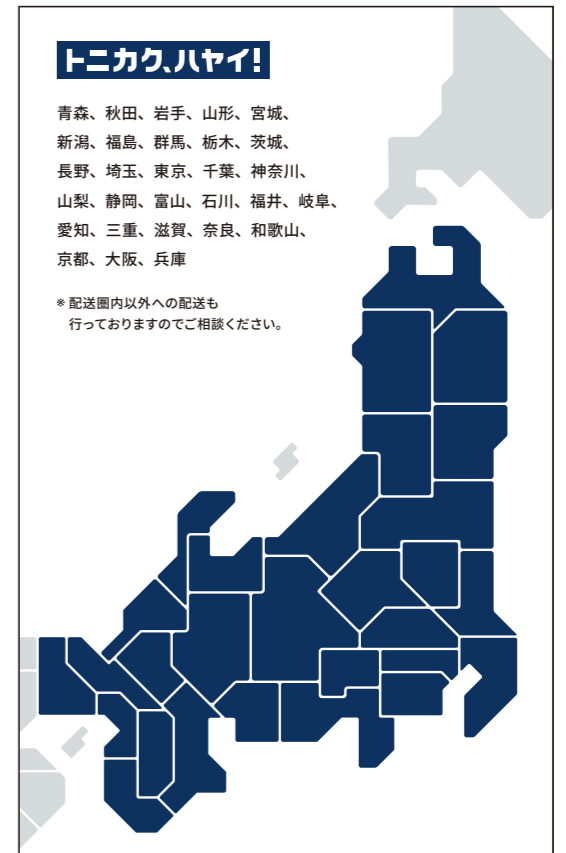 トニカク、ハヤイ!
青森、秋田、岩手、山形、宮城、
新潟、福島、群馬、栃木、茨城、
長野、埼玉、東京、千葉、神奈川、
山梨、静岡、富山、石川、福井、岐阜、
愛知、三重、滋賀、奈良、和歌山、
京都、大阪、兵庫
※ 配送圏内以外への配送も
行っておりますのでご相談ください。